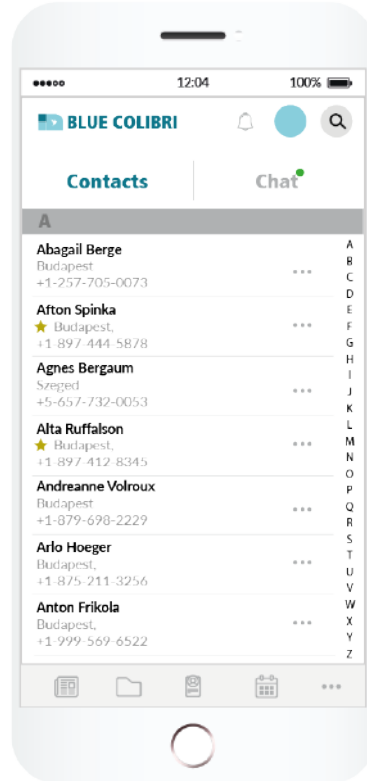 12:04
100%
BLUE COLIBRI
Contacts
Chat
A
Abagail Berge
Budapest
+1-257-705-0073
Afton Spinka
Budapest,
+1-897-444-5878
Agnes Bergaum
Szeged
+5-657-732-0053
Alta Ruffalson
Budapest,
+1-897-412-8345
Andreanne Volroux
Budapest
+1-879-698-2229
Arlo Hoeger
Budapest,
+1-875-211-3256
Anton Frikola
Budapest,
+1-999-569-6522
A
B
C
D
E
F
G
H
I
J
K
L
M
N
O
P
Q
R
S
T
U
V
W
X
Y
Z